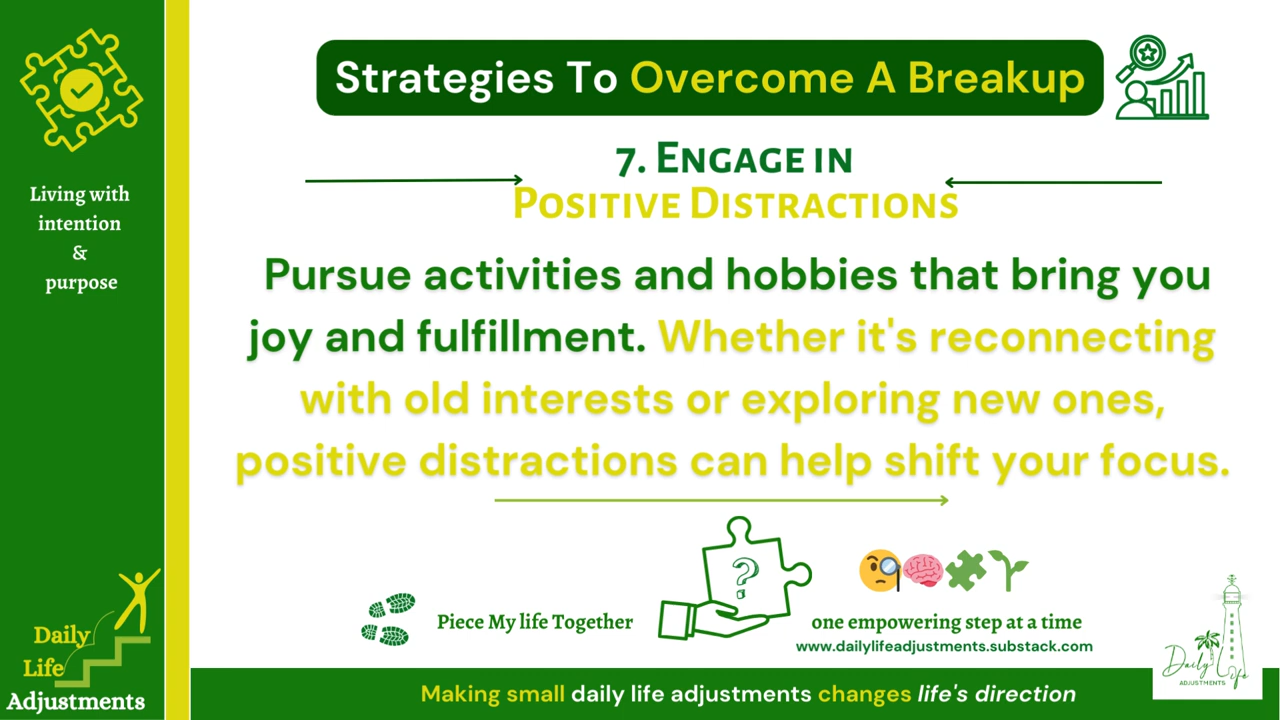 Living with
intention
&
purpose
Daily
Life
Adjustments
Strategies To Overcome A Breakup
7. Engage in
Positive Distractions
Pursue activities and hobbies that bring you
joy and fulfillment. Whether it's reconnecting
with old interests or exploring new ones,
positive distractions can help shift your focus.
?
Piece My life Together
one empowering step at a time
www.dailylifeadjustments.substack.com
Daily Life
ADJUSTMENTS
Making small daily life adjustments changes life's direction